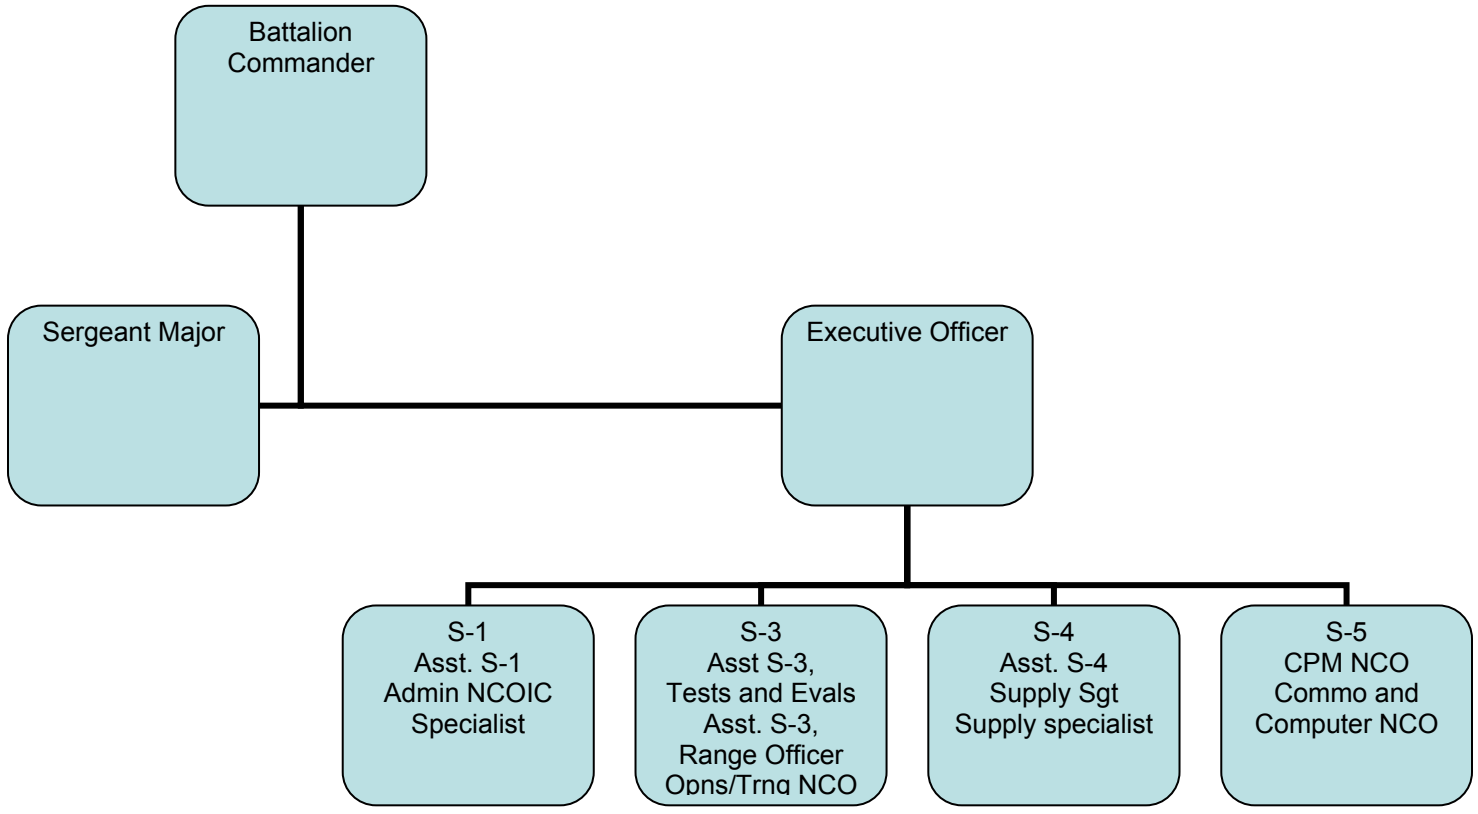 Battalion
Commander
Sergeant Major
Executive Officer
S-1
Asst. S-1
Admin NCOIC
Specialist
S-3
Asst S-3,
Tests and Evals
Asst. S-3,
Range Officer
Opns/Trng NCO
S-4
Asst. S-4
Supply Sgt
Supply specialist
S-5
CPM NCO
Commo and
Computer NCO